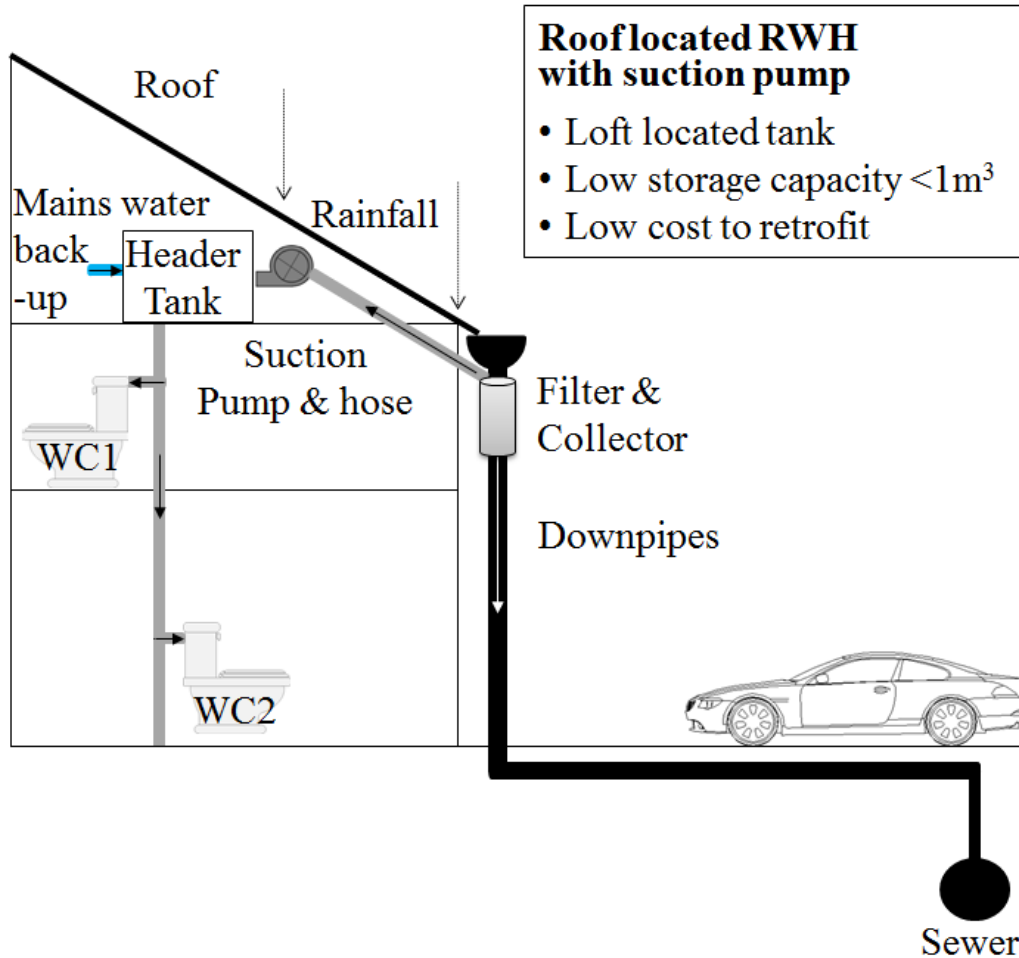 Roof located RWH
with suction pump
• Loft located tank
• Low storage capacity <1m³
• Low cost to retrofit
Roof
Rainfall
Mains water
back
-up
Header
Tank
Suction
Pump & hose
Filter &
Collector
WC1
Downpipes
WC2
Sewer